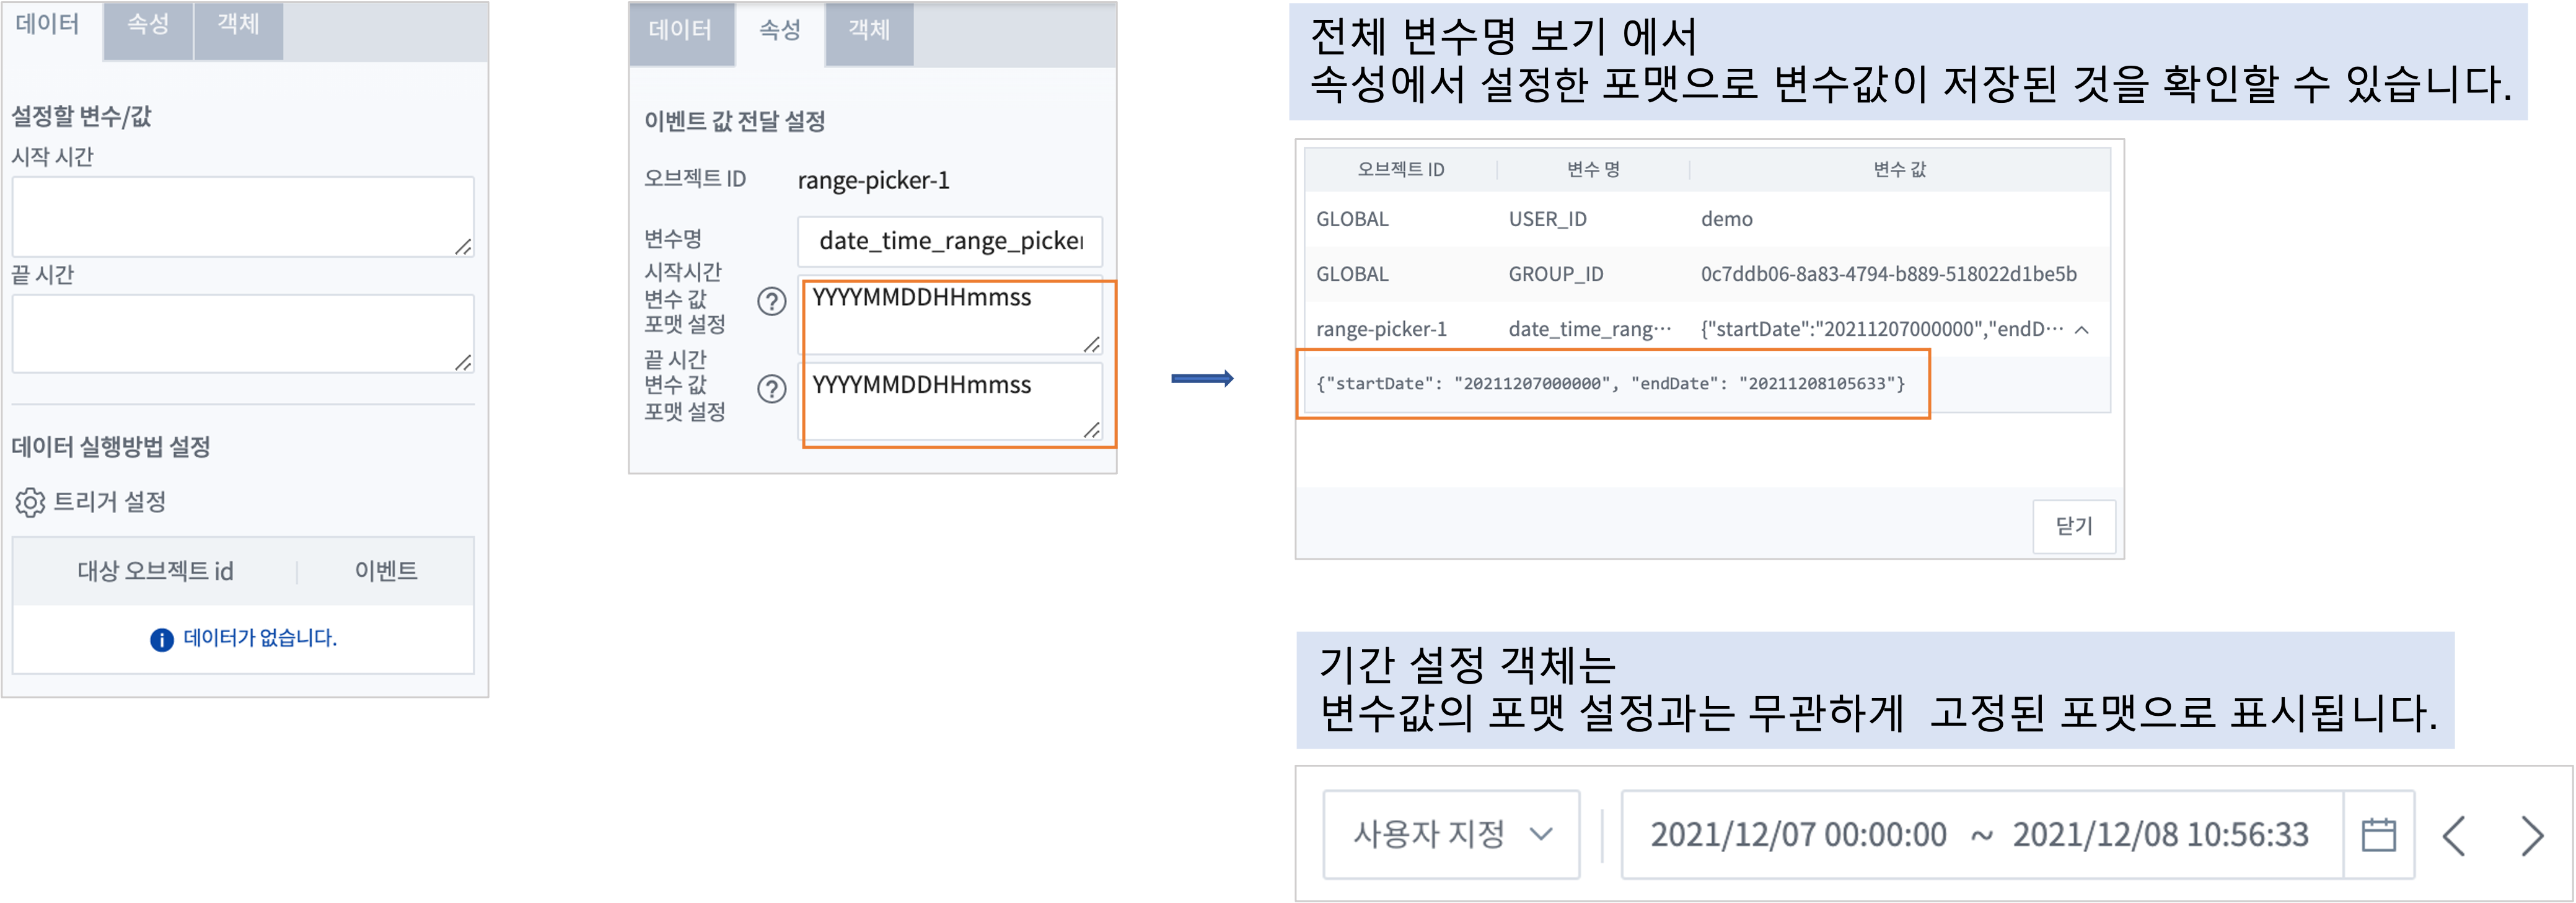 데이터 속성 객체
설정할 변수/값
시작 시간
끝 시간
데이터 실행방법 설정
트리거 설정
대상 오브젝트 id 이벤트
데이터가 없습니다.
데이터 속성 객체
이벤트 값 전달 설정
오브젝트 ID range-picker-1
변수명 date_time_range_picker
시작시간
변수 값
포맷 설정
YYYYMMDDHHmmss
끝 시간
변수 값
포맷 설정
YYYYMMDDHHmmss
전체 변수명 보기 에서
속성에서 설정한 포맷으로 변수값이 저장된 것을 확인할 수 있습니다.
오브젝트 ID 변수 명 변수 값
GLOBAL USER_ID demo
GLOBAL GROUP_ID 0c7ddb06-8a83-4794-b889-518022d1be5b
range-picker-1 date_time_rang··· {"startDate":"20211207000000","endD···
{"startDate": "20211207000000", "endDate": "20211208105633"}
닫기
기간 설정 객체는
변수값의 포맷 설정과는 무관하게 고정된 포맷으로 표시됩니다.
사용자 지정 2021/12/07 00:00:00 ~ 2021/12/08 10:56:33